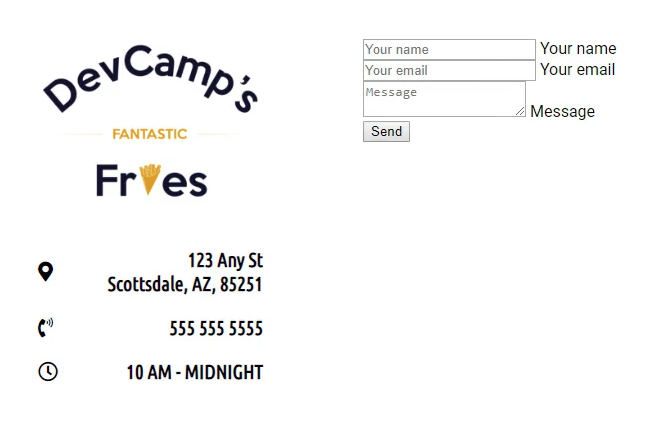 DevCamp's
FANTASTIC
Fries
123 Any St
Scottsdale, AZ, 85251
555 555 5555
10 AM - MIDNIGHT
Your name Your name
Your email Your email
Message Message
Send